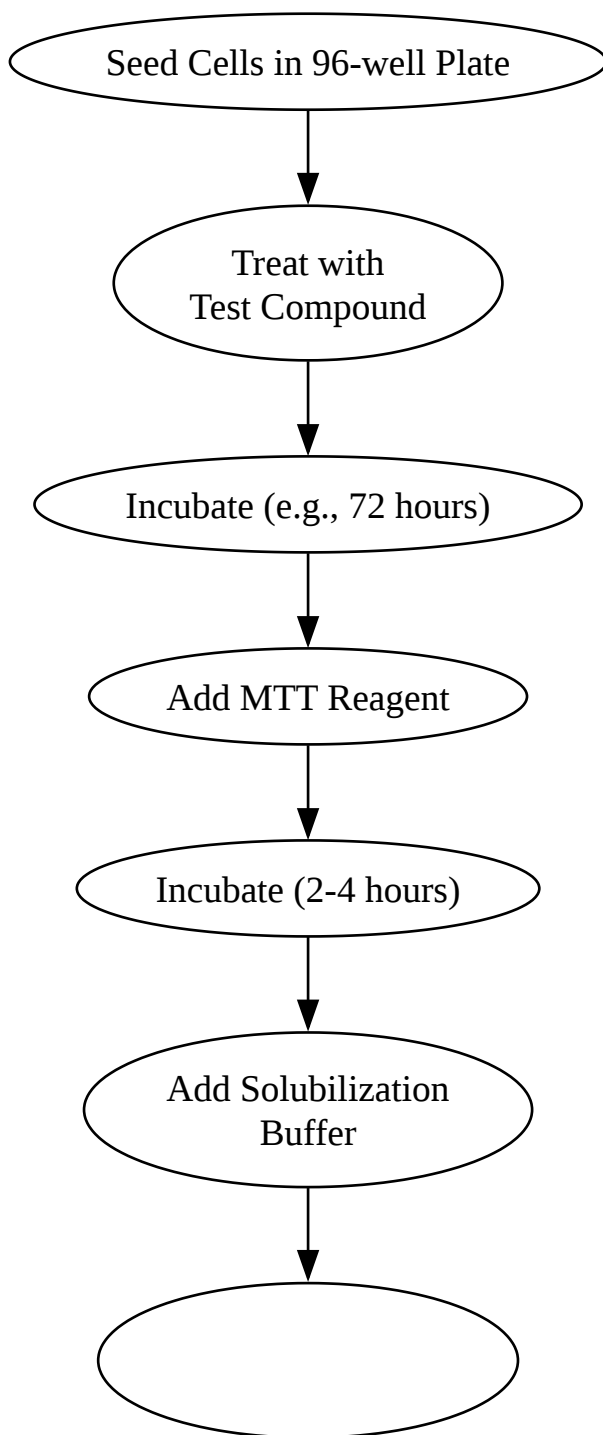 Seed Cells in 96-well Plate
Treat with
Test Compound
Incubate (e.g., 72 hours)
Add MTT Reagent
Incubate (2-4 hours)
Add Solubilization
Buffer